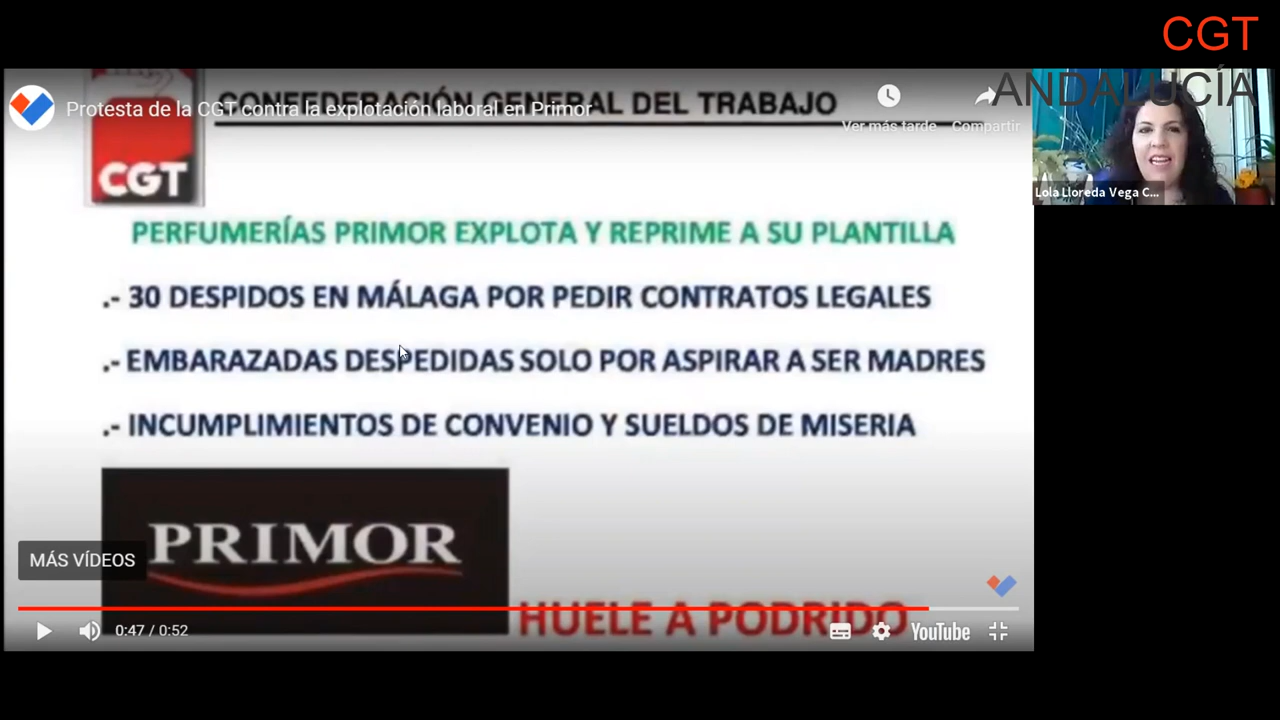 CGT
ANDALUCÍA
CONFEDERACIÓN GENERAL DEL TRABAJO
Protesta de la CGT contra la explotación laboral en Primor
Ver más tarde
Compartir
CGT
Lola Lloreda Vega C...
PERFUMERÍAS PRIMOR EXPLOTA Y REPRIME A SU PLANTILLA
.- 30 DESPIDOS EN MÁLAGA POR PEDIR CONTRATOS LEGALES
.- EMBARAZADAS DESPEDIDAS SOLO POR ASPIRAR A SER MADRES
.- INCUMPLIMIENTOS DE CONVENIO Y SUELDOS DE MISERIA
PRIMOR
MÁS VÍDEOS
HUELE A PODRIDO
0:47 / 0:52
YouTube